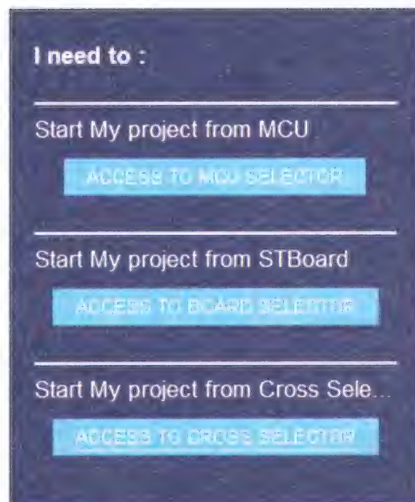 I need to :
Start My project from MCU
ACCESS TO MCU SELECTOR
Start My project from STBoard
ACCESS TO BOARD SELECTOR
Start My project from Cross Sele...
ACCESS TO CROSS SELECTOR